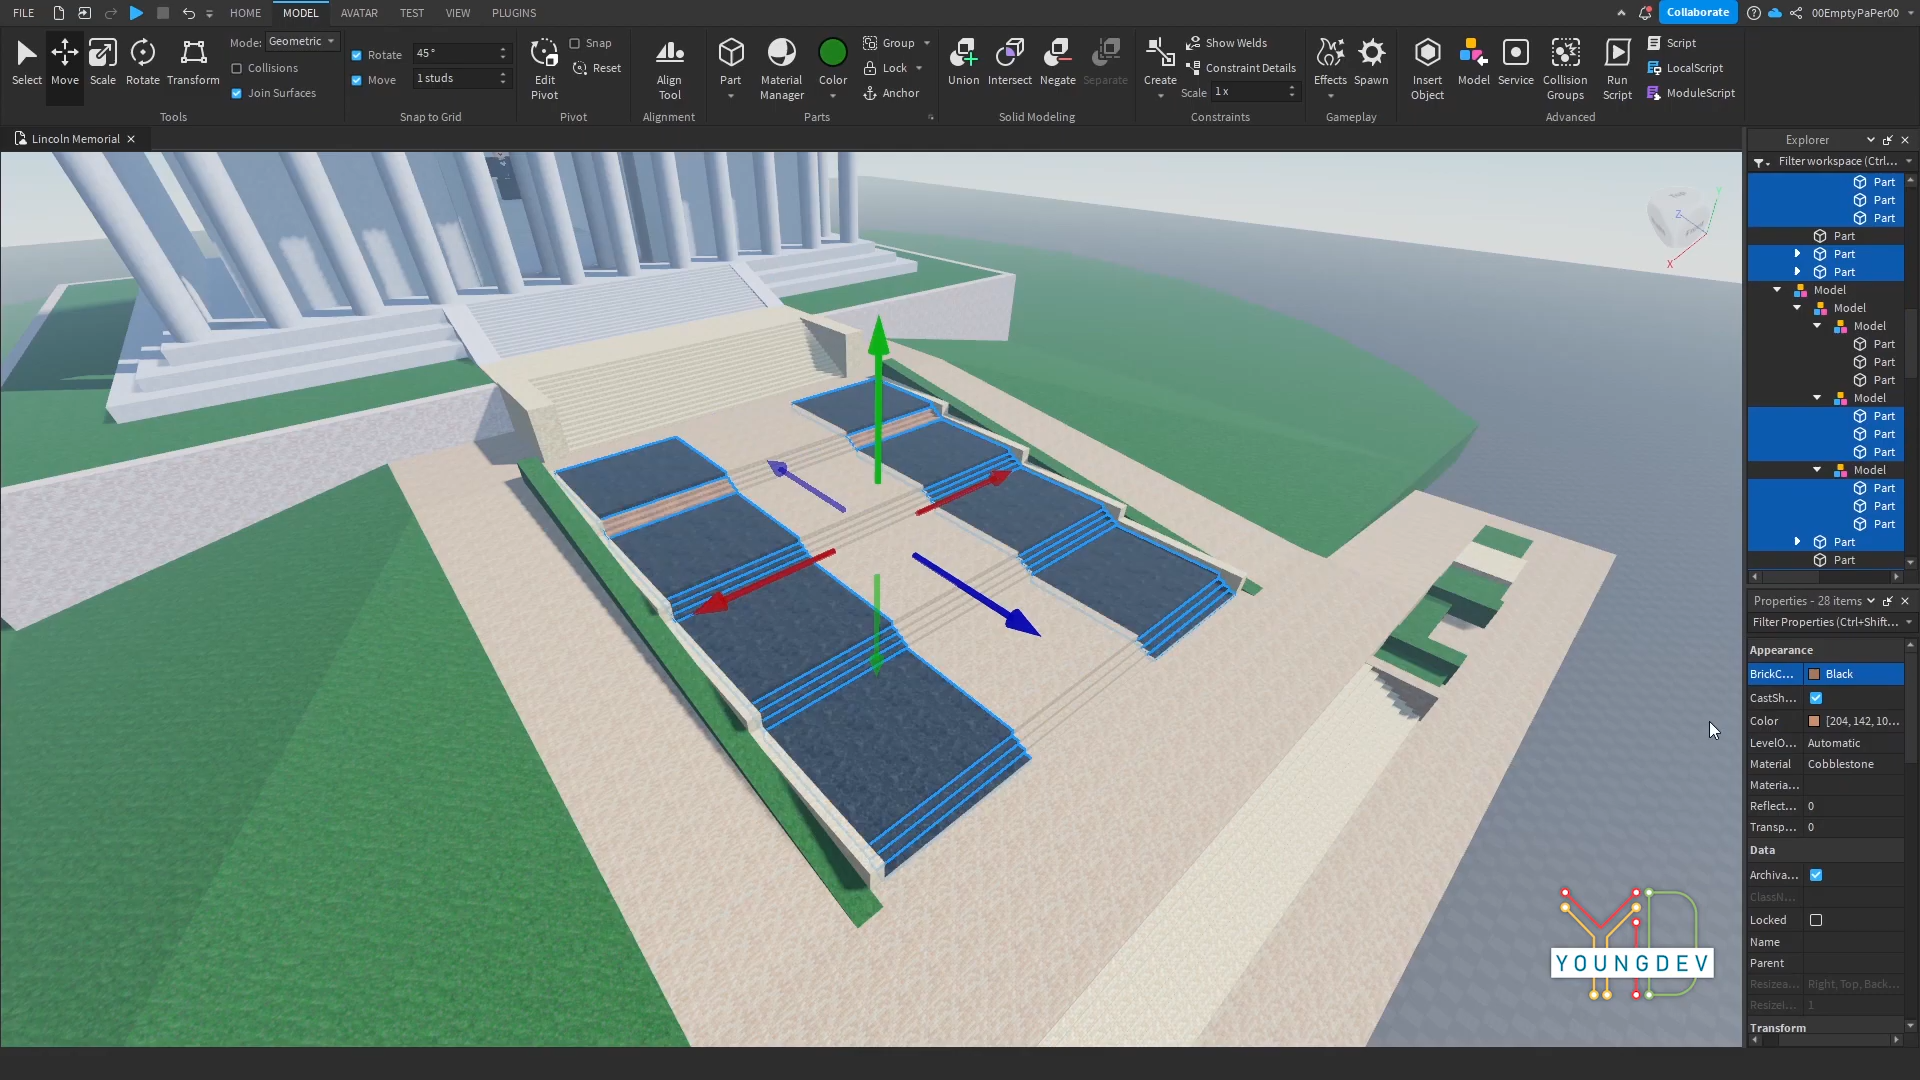 FILE HOME MODEL AVATAR TEST VIEW PLUGINS Collaborate 00EmptyPaPer00
Select Move Scale Rotate Transform
Mode: Geometric
Collisions
Join Surfaces
Tools
Rotate 45°
Move 1 studs
Snap to Grid
Edit Pivot
Snap
Reset
Pivot
Align Tool
Alignment
Part
Material Manager
Color
Group
Lock
Anchor
Parts
Union Intersect Negate Separate
Solid Modeling
Create
Show Welds
Constraint Details
Scale 1 x
Constraints
Effects Spawn
Gameplay
Insert Object
Model
Service
Collision Groups
Run Script
Script
LocalScript
ModuleScript
Advanced
Lincoln Memorial
Explorer
Filter workspace (Ctrl...
Part
Part
Part
Part
Part
Part
Model
Model
Model
Part
Part
Part
Model
Part
Part
Part
Model
Part
Part
Part
Part
Part
Properties - 28 items
Filter Properties (Ctrl+Shift...
Appearance
BrickC... Black
CastSh...
Color [204, 142, 10...
LevelO... Automatic
Material Cobblestone
Materia...
Reflect... 0
Transp... 0
Data
Archiva...
ClassN...
Locked
Name
Parent
Resizea... Right, Top, Back...
ResizeI... 1
Transform
Y
Z
X
YD
YOUNGDEV